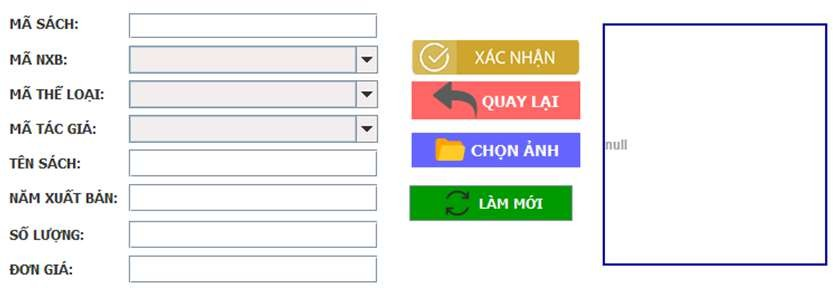 MÃ SÁCH:
MÃ NXB:
MÃ THỂ LOẠI:
MÃ TÁC GIẢ:
TÊN SÁCH:
NĂM XUẤT BẢN:
SỐ LƯỢNG:
ĐƠN GIÁ:
XÁC NHẬN
QUAY LẠI
CHỌN ẢNH
LÀM MỚI
null